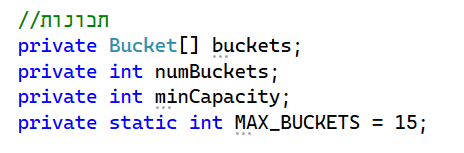 //תכונות
private Bucket[] buckets;
private int numBuckets;
private int minCapacity;
private static int MAX_BUCKETS = 15;